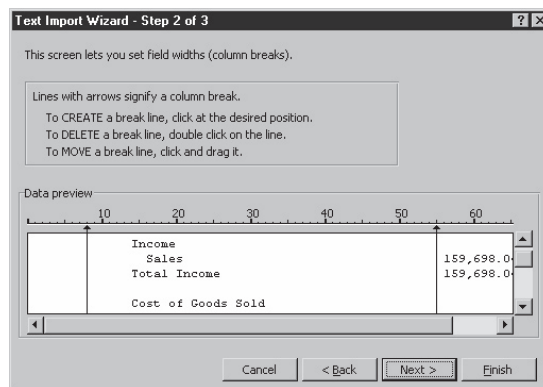 Text Import Wizard - Step 2 of 3
This screen lets you set field widths (column breaks).
Lines with arrows signify a column break.
To CREATE a break line, click at the desired position.
To DELETE a break line, double click on the line.
To MOVE a break line, click and drag it.
Data preview
10 20 30 40 50 60
Income
Sales 159,698.0
Total Income 159,698.0
Cost of Goods Sold
Cancel < Back Next > Finish